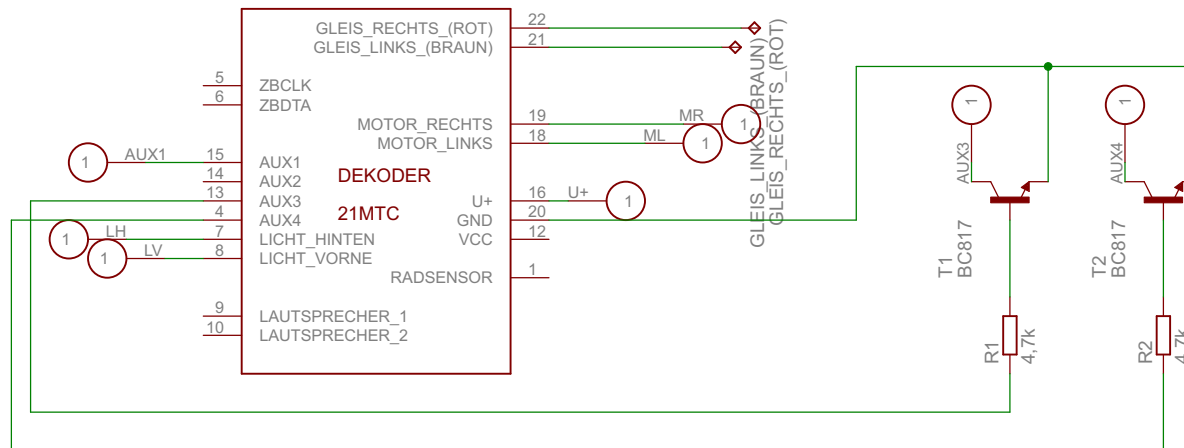 22
GLEIS_RECHTS_(ROT)
21
GLEIS_LINKS_(BRAUN)
5
ZBCLK
6
ZBDTA
19
MOTOR_RECHTS
MR
1
18
MOTOR_LINKS
ML
1
1
AUX1
15
AUX1
14
AUX2
13
AUX3
4
AUX4
1
LH
7
LICHT_HINTEN
1
LV
8
LICHT_VORNE
DEKODER
21MTC
16
U+
U+
1
20
GND
12
VCC
1
RADSENSOR
9
LAUTSPRECHER_1
10
LAUTSPRECHER_2
GLEIS_LINKS_(BRAUN)
GLEIS_RECHTS_(ROT)
1
AUX3
T1
BC817
R1
4,7k
1
AUX4
T2
BC817
R2
4,7k